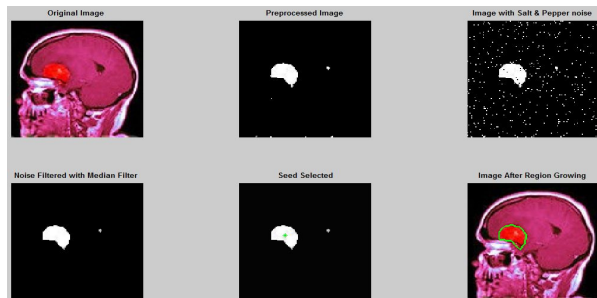 Original Image
Preprocessed Image
Image with Salt & Pepper noise
Noise Filtered with Median Filter
Seed Selected
Image After Region Growing